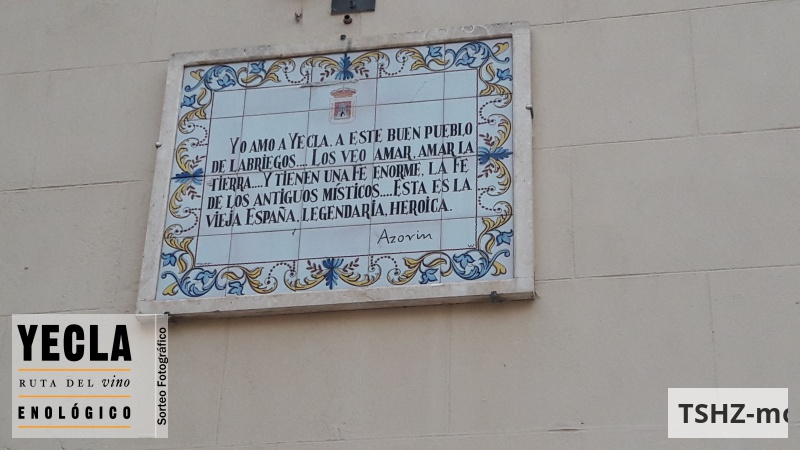 YO AMO A YECLA, A ESTE BUEN PUEBLO
DE LABRIEGOS.... LOS VEO AMAR, AMAR LA
TIERRA....Y TIENEN UNA FE ENORME, LA FE
DE LOS ANTIGUOS MÍSTICOS....ESTA ES LA
VIEJA ESPAÑA, LEGENDARIA, HEROICA.
Azorin
YECLA
RUTA DEL vino
ENOLÓGICO
Sorteo Fotográfico
TSHZ-mo